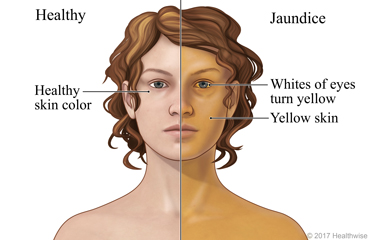 Healthy
Jaundice
Healthy
skin color
Whites of eyes
turn yellow
Yellow skin
© 2017 Healthwise